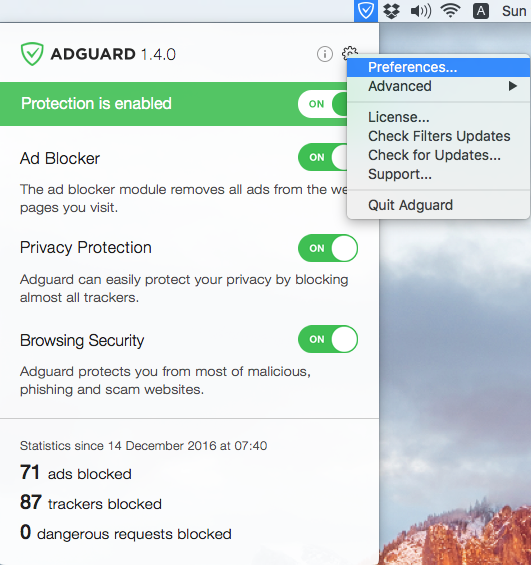 A Sun
ADGUARD 1.4.0
Preferences...
Advanced
License...
Check Filters Updates
Check for Updates...
Support...
Quit Adguard
Protection is enabled ON
Ad Blocker ON
The ad blocker module removes all ads from the we
pages you visit.
Privacy Protection ON
Adguard can easily protect your privacy by blocking
almost all trackers.
Browsing Security ON
Adguard protects you from most of malicious,
phishing and scam websites.
Statistics since 14 December 2016 at 07:40
71 ads blocked
87 trackers blocked
0 dangerous requests blocked